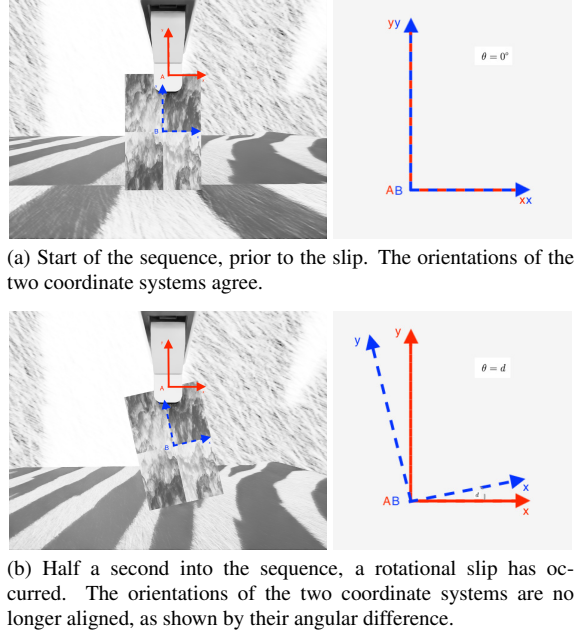 A
B
yy
θ = 0°
AB
xx
(a) Start of the sequence, prior to the slip. The orientations of the
two coordinate systems agree.
A
B
y
y
θ = d
x
d
AB
x
(b) Half a second into the sequence, a rotational slip has oc-
curred. The orientations of the two coordinate systems are no
longer aligned, as shown by their angular difference.